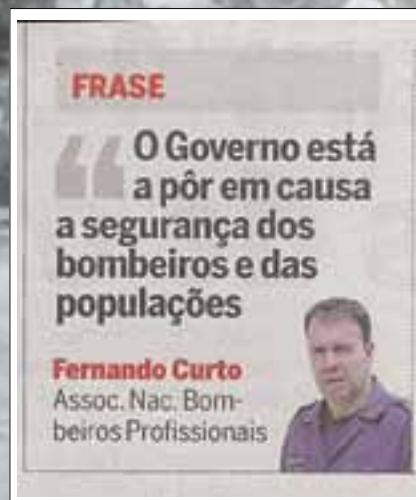 FRASE
O Governo está
a pôr em causa
a segurança dos
bombeiros e das
populações
Fernando Curto
Assoc. Nac. Bom-
beiros Profissionais